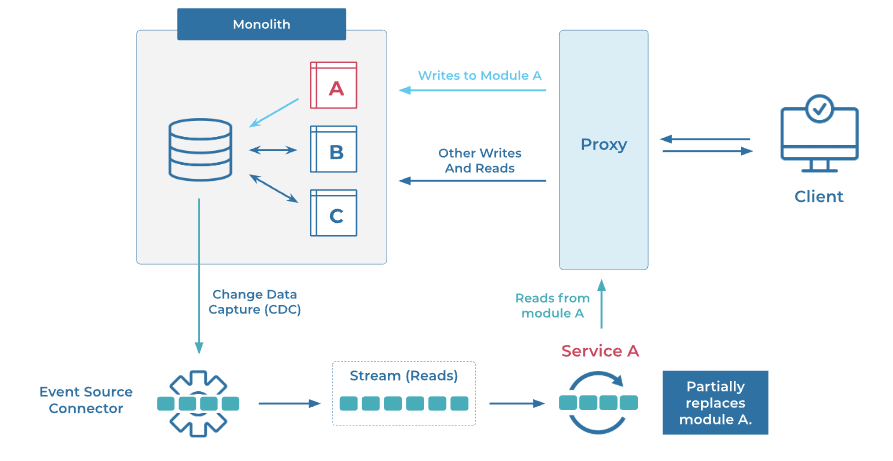 Monolith
A
B
C
Writes to Module A
Other Writes
And Reads
Proxy
Client
Change Data
Capture (CDC)
Reads from
module A
Event Source
Connector
Stream (Reads)
Service A
Partially
replaces
module A.